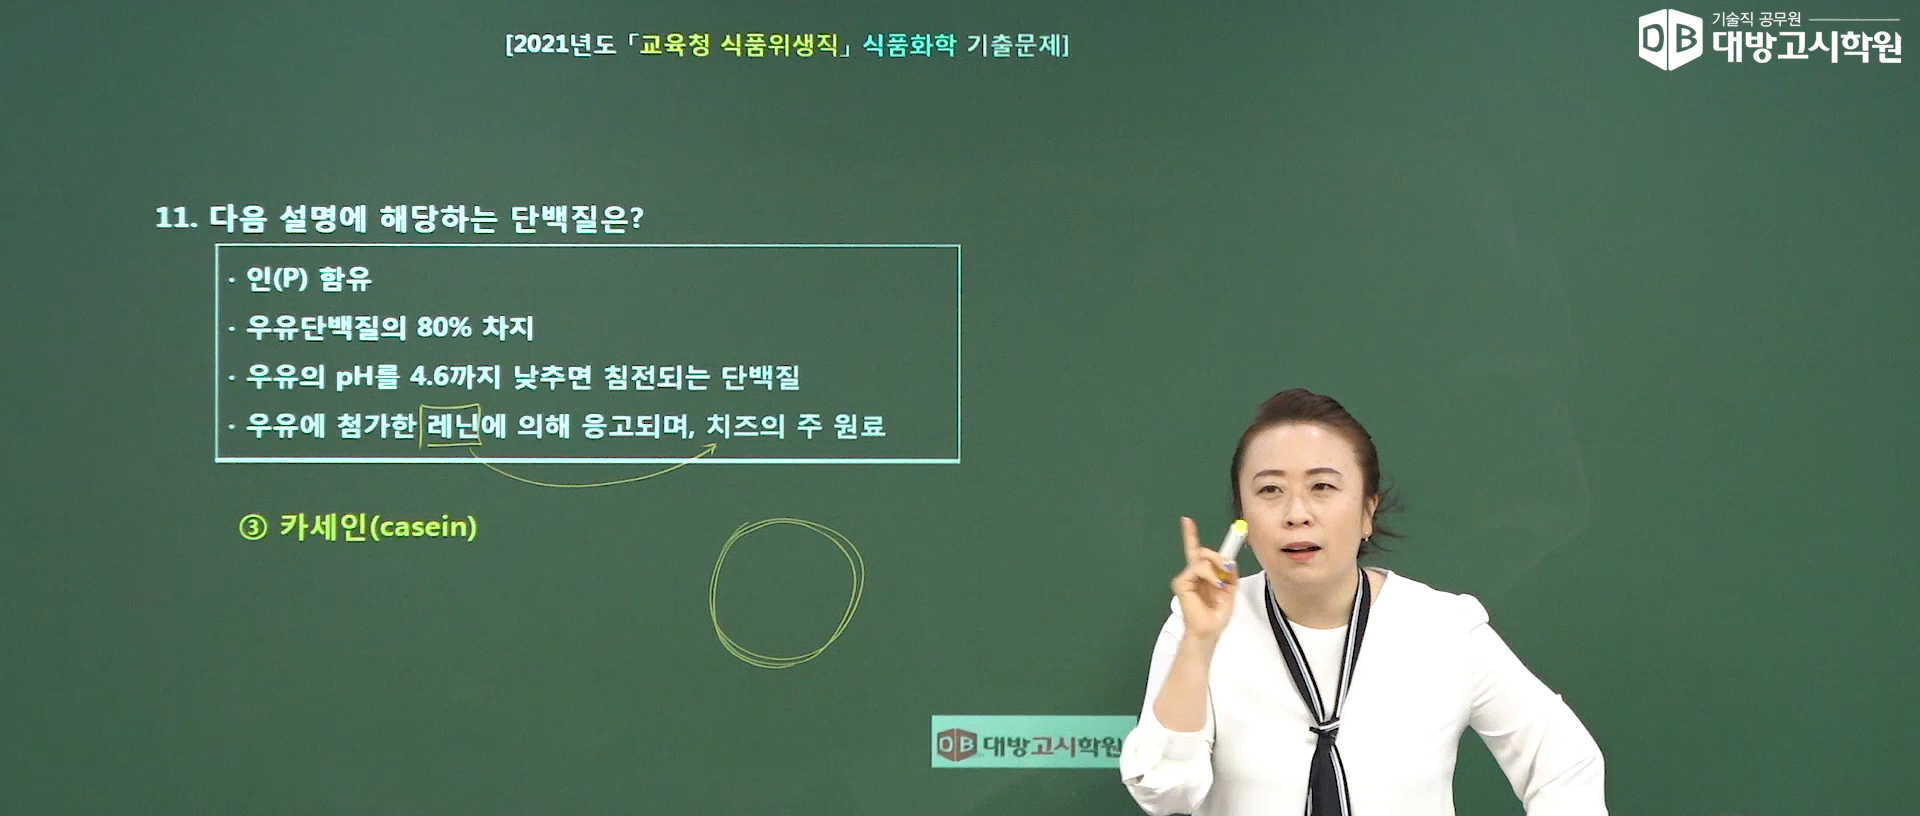 [2021년도 「교육청 식품위생직」 식품화학 기출문제]
기술직 공무원
DB 대방고시학원
11. 다음 설명에 해당하는 단백질은?
· 인(P) 함유
· 우유단백질의 80% 차지
· 우유의 pH를 4.6까지 낮추면 침전되는 단백질
· 우유에 첨가한 레닌에 의해 응고되며, 치즈의 주 원료
③ 카세인(casein)
DB 대방고시학원